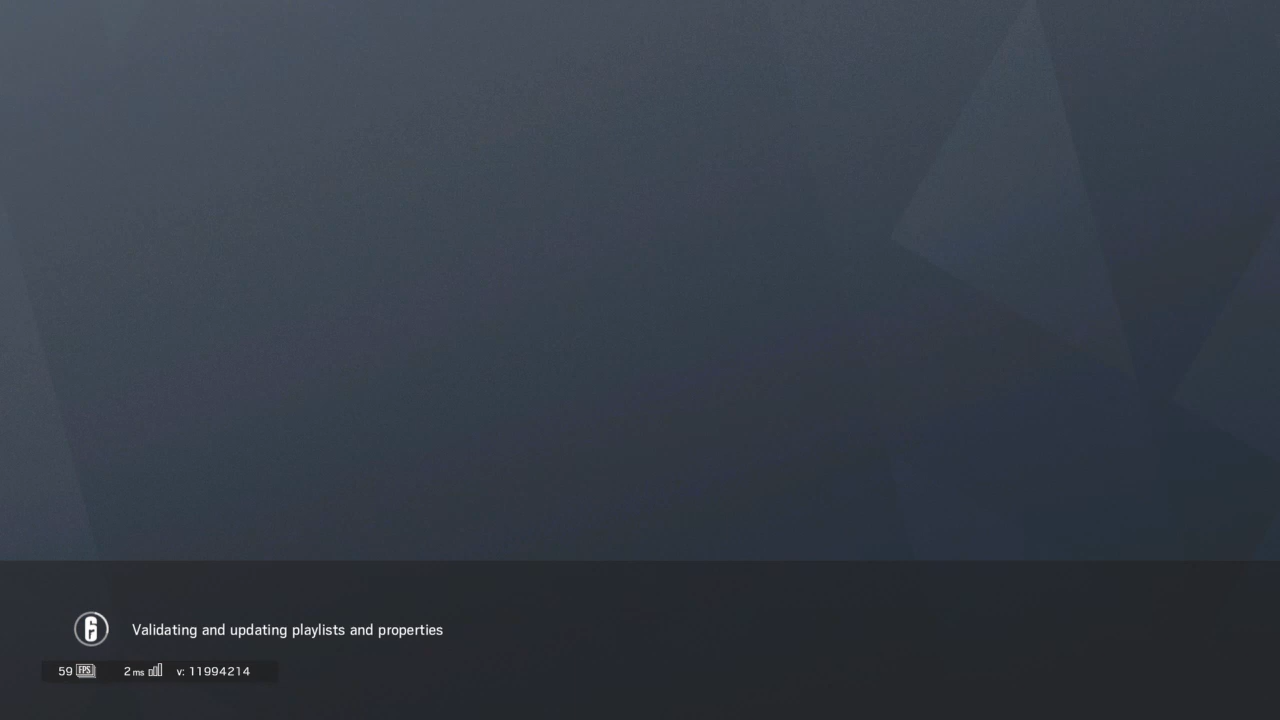 Validating and updating playlists and properties
59 FPS 2 ms v: 11994214